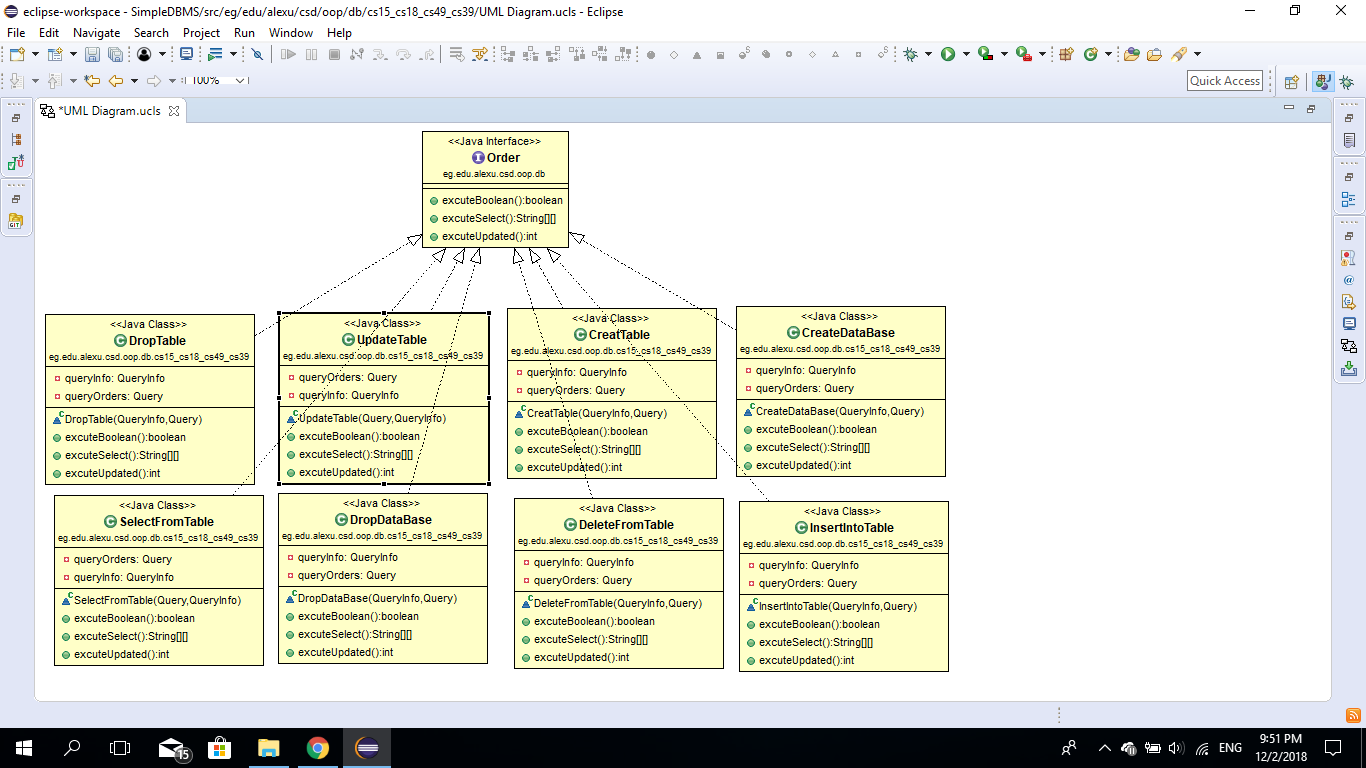 eclipse-workspace - SimpleDBMS/src/eg/edu/alexu/csd/oop/db/cs15_cs18_cs49_cs39/UML Diagram.ucls - Eclipse
File Edit Navigate Search Project Run Window Help
100%
Quick Access
*UML Diagram.ucls
<<Java Interface>>
Order
eg.edu.alexu.csd.oop.db
excuteBoolean():boolean
excuteSelect():String[][]
excuteUpdated():int
<<Java Class>>
DropTable
eg.edu.alexu.csd.oop.db.cs15_cs18_cs49_cs39
queryInfo: QueryInfo
queryOrders: Query
DropTable(QueryInfo,Query)
excuteBoolean():boolean
excuteSelect():String[][]
excuteUpdated():int
<<Java Class>>
UpdateTable
eg.edu.alexu.csd.oop.db.cs15_cs18_cs49_cs39
queryOrders: Query
queryInfo: QueryInfo
UpdateTable(Query,QueryInfo)
excuteBoolean():boolean
excuteSelect():String[][]
excuteUpdated():int
<<Java Class>>
CreatTable
eg.edu.alexu.csd.oop.db.cs15_cs18_cs49_cs39
queryInfo: QueryInfo
queryOrders: Query
CreatTable(QueryInfo,Query)
excuteBoolean():boolean
excuteSelect():String[][]
excuteUpdated():int
<<Java Class>>
CreateDataBase
eg.edu.alexu.csd.oop.db.cs15_cs18_cs49_cs39
queryInfo: QueryInfo
queryOrders: Query
CreateDataBase(QueryInfo,Query)
excuteBoolean():boolean
excuteSelect():String[][]
excuteUpdated():int
<<Java Class>>
SelectFromTable
eg.edu.alexu.csd.oop.db.cs15_cs18_cs49_cs39
queryOrders: Query
queryInfo: QueryInfo
SelectFromTable(Query,QueryInfo)
excuteBoolean():boolean
excuteSelect():String[][]
excuteUpdated():int
<<Java Class>>
DropDataBase
eg.edu.alexu.csd.oop.db.cs15_cs18_cs49_cs39
queryInfo: QueryInfo
queryOrders: Query
DropDataBase(QueryInfo,Query)
excuteBoolean():boolean
excuteSelect():String[][]
excuteUpdated():int
<<Java Class>>
DeleteFromTable
eg.edu.alexu.csd.oop.db.cs15_cs18_cs49_cs39
queryInfo: QueryInfo
queryOrders: Query
DeleteFromTable(QueryInfo,Query)
excuteBoolean():boolean
excuteSelect():String[][]
excuteUpdated():int
<<Java Class>>
InsertIntoTable
eg.edu.alexu.csd.oop.db.cs15_cs18_cs49_cs39
queryInfo: QueryInfo
queryOrders: Query
InsertIntoTable(QueryInfo,Query)
excuteBoolean():boolean
excuteSelect():String[][]
excuteUpdated():int
15
ENG
9:51 PM
12/2/2018